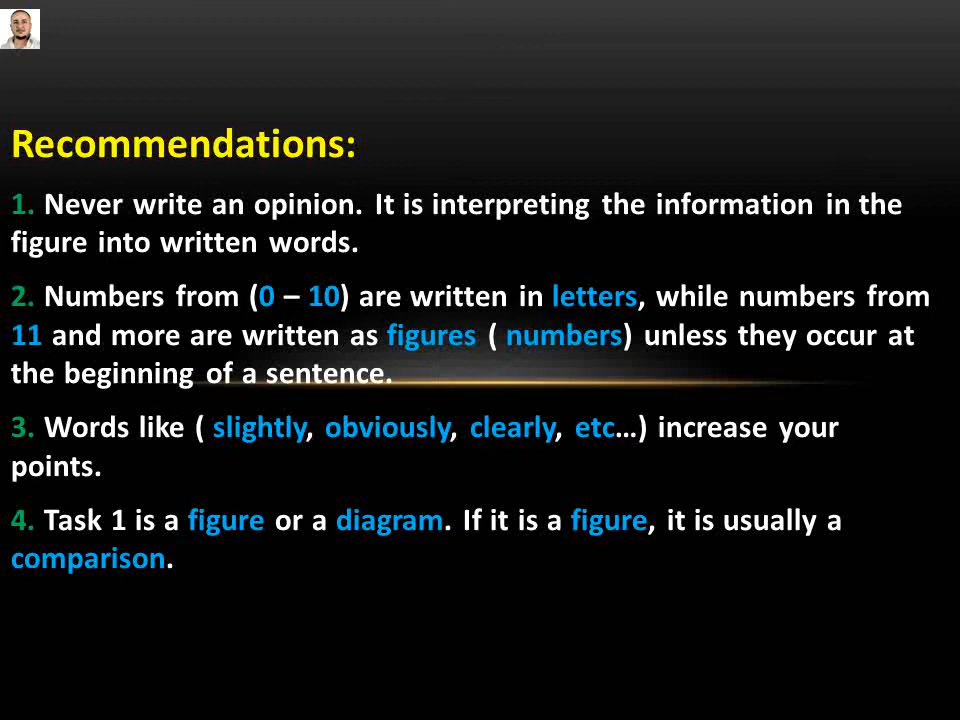 Recommendations:
1. Never write an opinion. It is interpreting the information in the
figure into written words.
2. Numbers from (0 – 10) are written in letters, while numbers from
11 and more are written as figures ( numbers) unless they occur at
the beginning of a sentence.
3. Words like ( slightly, obviously, clearly, etc…) increase your
points.
4. Task 1 is a figure or a diagram. If it is a figure, it is usually a
comparison.